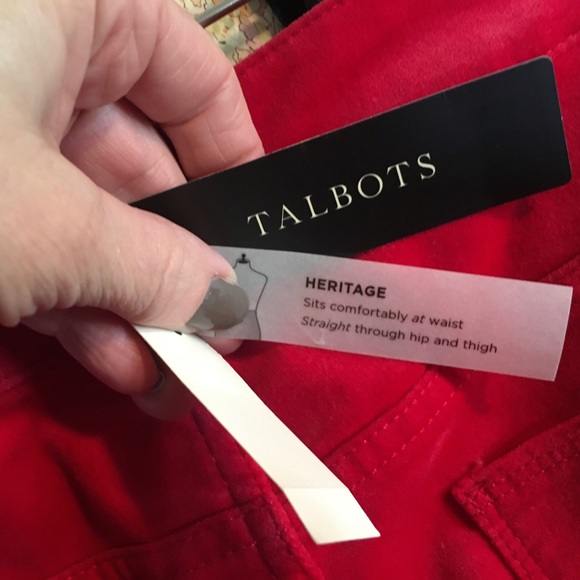 TALBOTS
HERITAGE
Sits comfortably at waist
Straight through hip and thigh